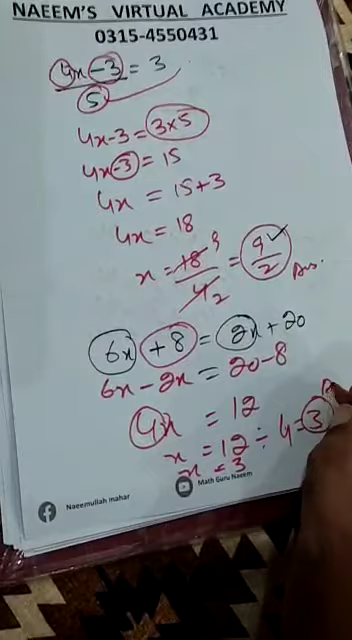 NAEEM'S VIRTUAL ACADEMY
0315-4550431
4x - 3 = 3
5
4x-3 = 3x5
4x-3 = 15
4x = 15+3
4x = 18
x = 18 9 = 9 ✓
4 2 2 Ans.
6x + 8 = 2x + 20
6x - 2x = 20 - 8
4x = 12
x = 12 ÷ 4 = 3
x = 3
Naeemullah mahar
Math Guru Naeem